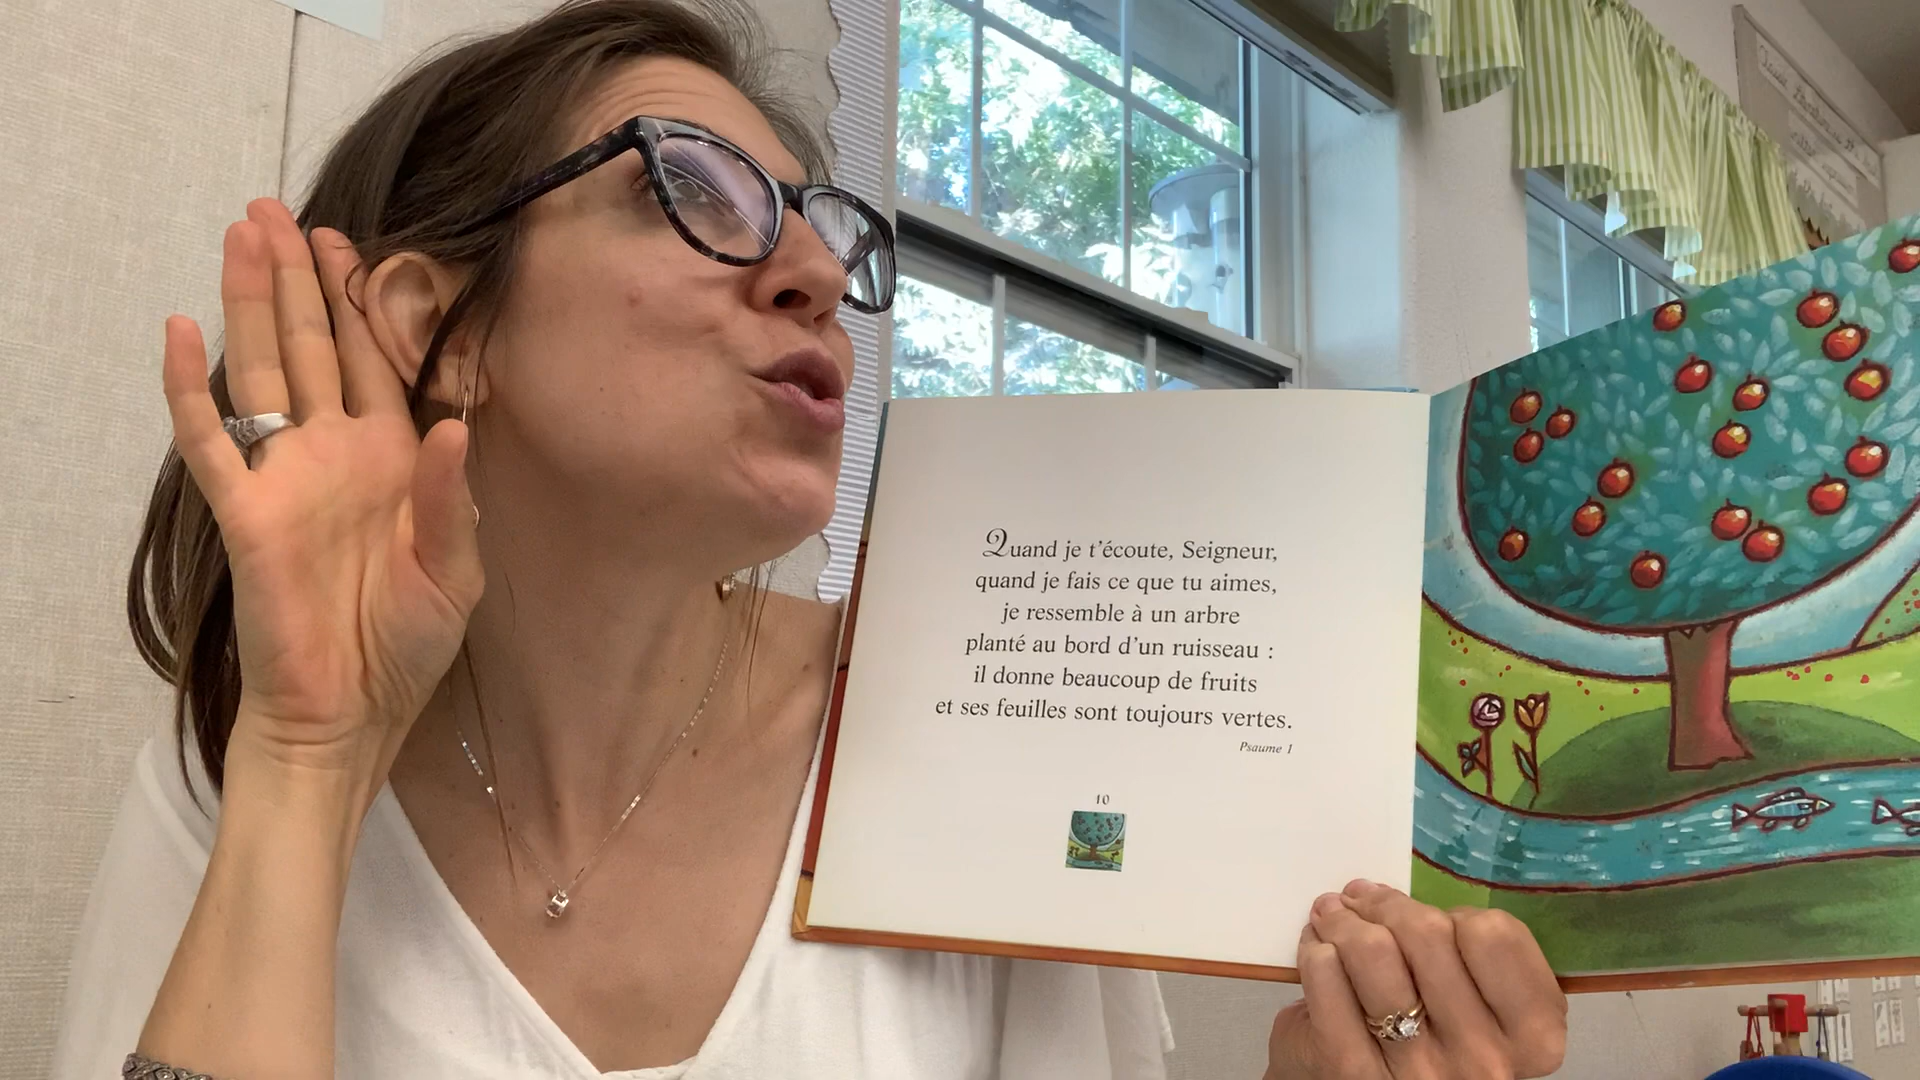 Quand je t'écoute, Seigneur,
quand je fais ce que tu aimes,
je ressemble à un arbre
planté au bord d'un ruisseau :
il donne beaucoup de fruits
et ses feuilles sont toujours vertes.
Psaume 1
10